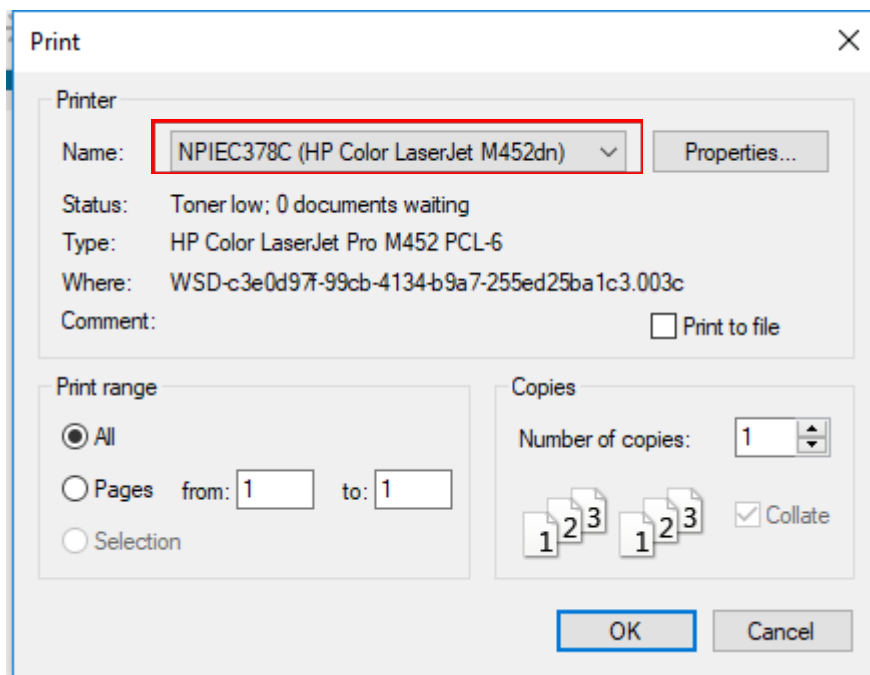 Print
Printer
Name: NPIEC378C (HP Color LaserJet M452dn) Properties...
Status: Toner low; 0 documents waiting
Type: HP Color LaserJet Pro M452 PCL-6
Where: WSD-c3e0d97f-99cb-4134-b9a7-255ed25ba1c3.003c
Comment: Print to file
Print range
All
Pages from: 1 to: 1
Selection
Copies
Number of copies: 1
1 2 3 1 2 3 Collate
OK Cancel